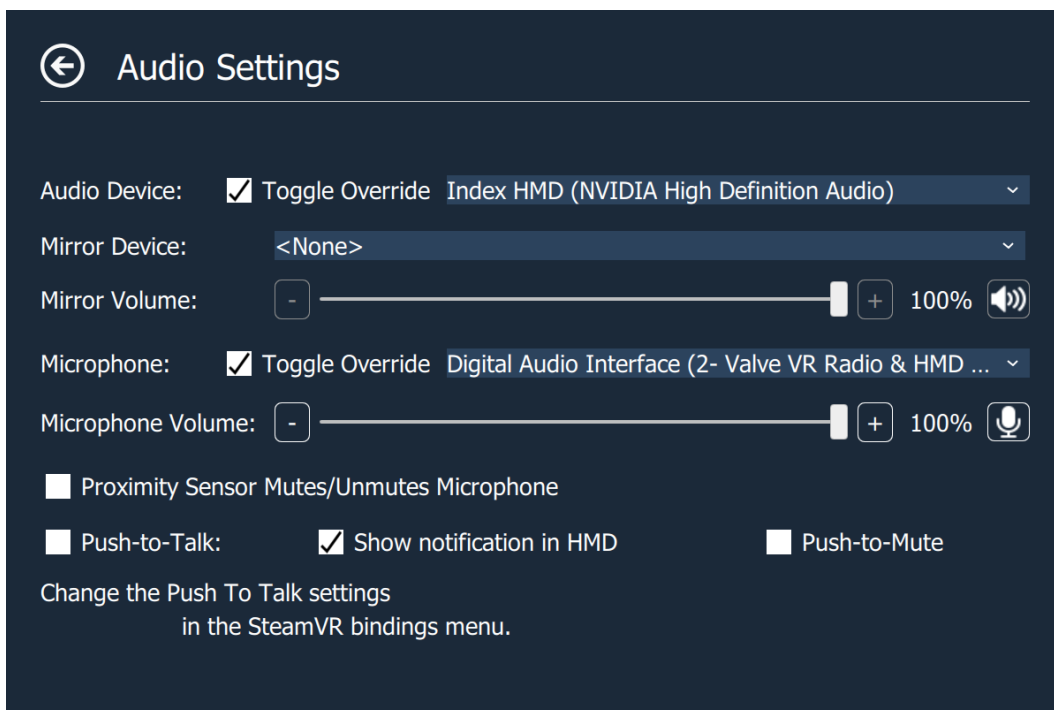 Audio Settings
Audio Device: Toggle Override Index HMD (NVIDIA High Definition Audio)
Mirror Device: <None>
Mirror Volume: - + 100%
Microphone: Toggle Override Digital Audio Interface (2- Valve VR Radio & HMD ...
Microphone Volume: - + 100%
Proximity Sensor Mutes/Unmutes Microphone
Push-to-Talk: Show notification in HMD Push-to-Mute
Change the Push To Talk settings
in the SteamVR bindings menu.